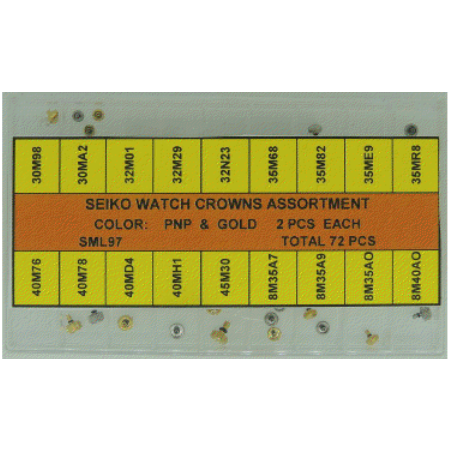 30M98 30MA2 32M01 32M29 32N23 35M68 35M82 35ME9 35MR8
SEIKO WATCH CROWNS ASSORTMENT
COLOR: PNP & GOLD 2 PCS EACH
SML97 TOTAL 72 PCS
40M76 40M78 40MD4 40MH1 45M30 8M35A7 8M35A9 8M35AO 8M40AO